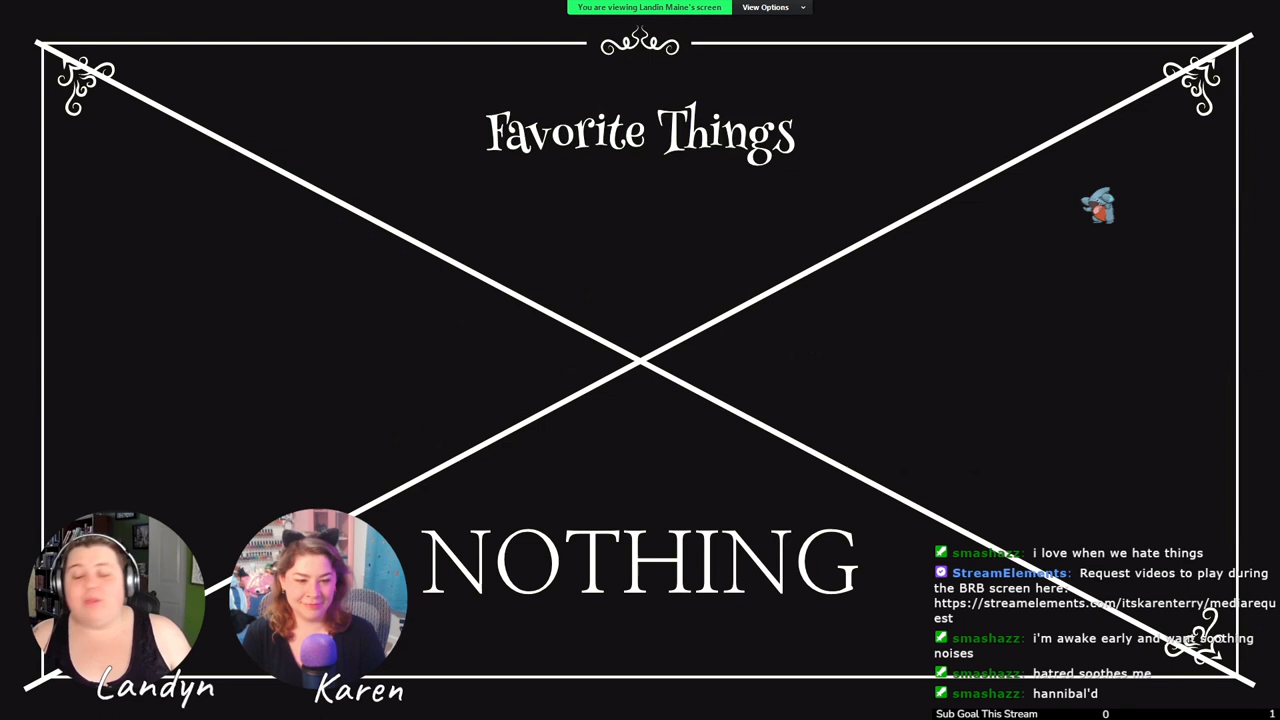 You are viewing Landin Maine's screen
View Options
Favorite Things
NOTHING
Landyn
Karen
smashazz: i love when we hate things
StreamElements: Request videos to play during
the BRB screen here:
https://streamelements.com/itskarenterry/mediarequ
est
smashazz: i'm awake early and want soothing
noises
smashazz: hatred soothes me
smashazz: hannibal'd
Sub Goal This Stream 0 1